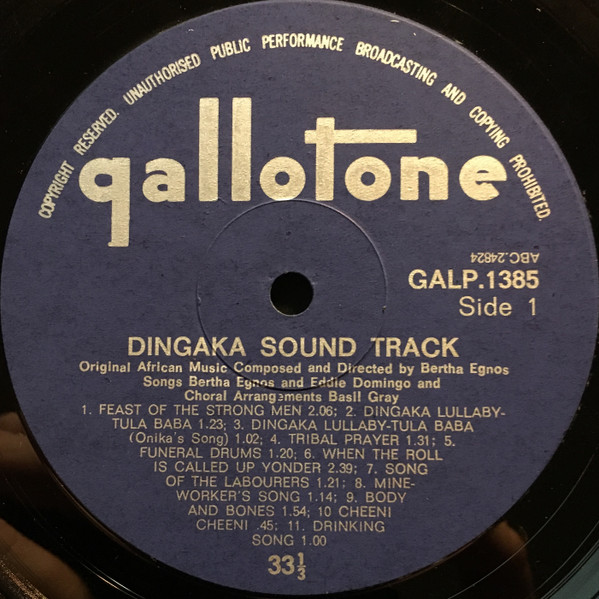 COPYRIGHT RESERVED. UNAUTHORISED PUBLIC PERFORMANCE BROADCASTING AND COPYING PROHIBITED.
gallotone
ABC.24824
GALP.1385
Side 1
DINGAKA SOUND TRACK
Original African Music Composed and Directed by Bertha Egnos
Songs Bertha Egnos and Eddie Domingo and
Choral Arrangements Basil Gray
1. FEAST OF THE STRONG MEN 2.06; 2. DINGAKA LULLABY-
TULA BABA 1.23; 3. DINGAKA LULLABY-TULA BABA
(Onika's Song) 1.02; 4. TRIBAL PRAYER 1.31; 5.
FUNERAL DRUMS 1.20; 6. WHEN THE ROLL
IS CALLED UP YONDER 2.39; 7. SONG
OF THE LABOURERS 1.21; 8. MINE-
WORKER'S SONG 1.14; 9. BODY
AND BONES 1.54; 10 CHEENI
CHEENI .45; 11. DRINKING
SONG 1.00
33⅓